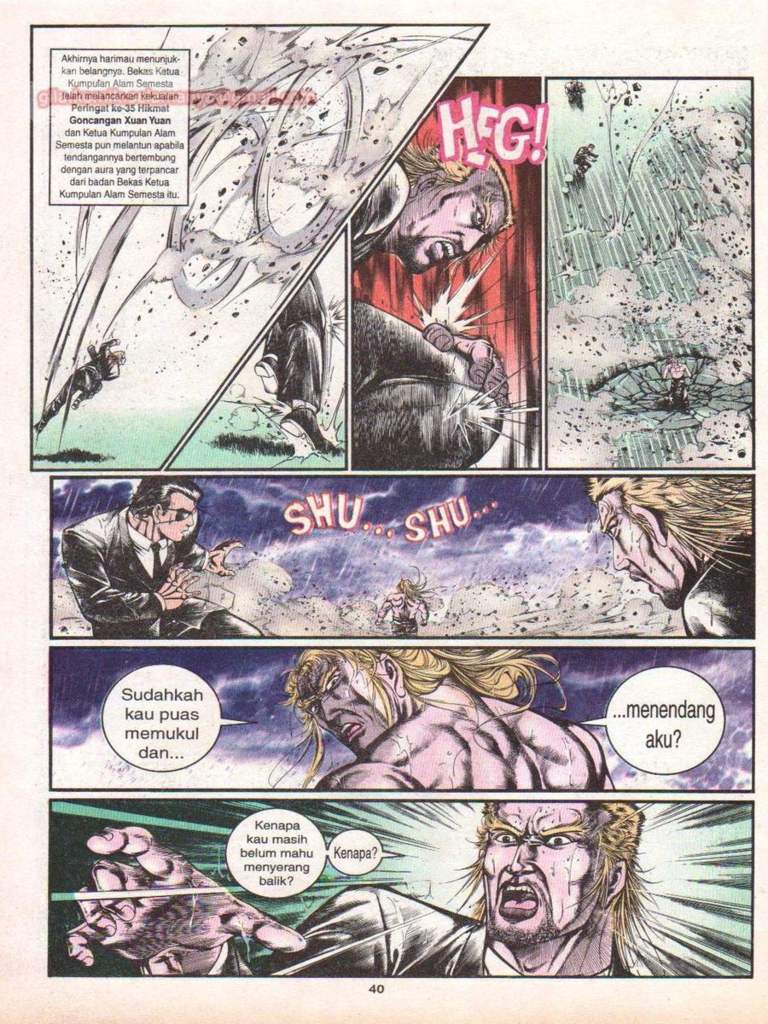 Akhirnya harimau menunjuk-
kan belangnya. Bekas Ketua
Kumpulan Alam Semesta
telah melancarkan kekuatan
Peringat ke-35 Hikmat
Goncangan Xuan Yuan
dan Ketua Kumpulan Alam
Semesta pun melantun apabila
tendangannya bertembung
dengan aura yang terpancar
dari badan Bekas Ketua
Kumpulan Alam Semesta itu.
HEG!
SHU... SHU...
Sudahkah
kau puas
memukul
dan...
...menendang
aku?
Kenapa
kau masih
belum mahu
menyerang
balik?
Kenapa?
40